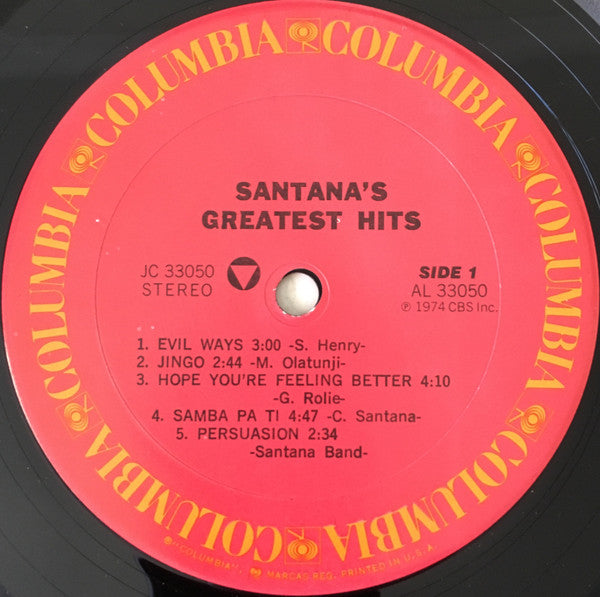 COLUMBIA COLUMBIA COLUMBIA COLUMBIA COLUMBIA COLUMBIA
SANTANA'S
GREATEST HITS
JC 33050
STEREO
SIDE 1
AL 33050
℗ 1974 CBS Inc.
1. EVIL WAYS 3:00 -S. Henry-
2. JINGO 2:44 -M. Olatunji-
3. HOPE YOU'RE FEELING BETTER 4:10
-G. Rolie-
4. SAMBA PA TI 4:47 -C. Santana-
5. PERSUASION 2:34
-Santana Band-
®"COLUMBIA", MARCAS REG. PRINTED IN U.S.A.